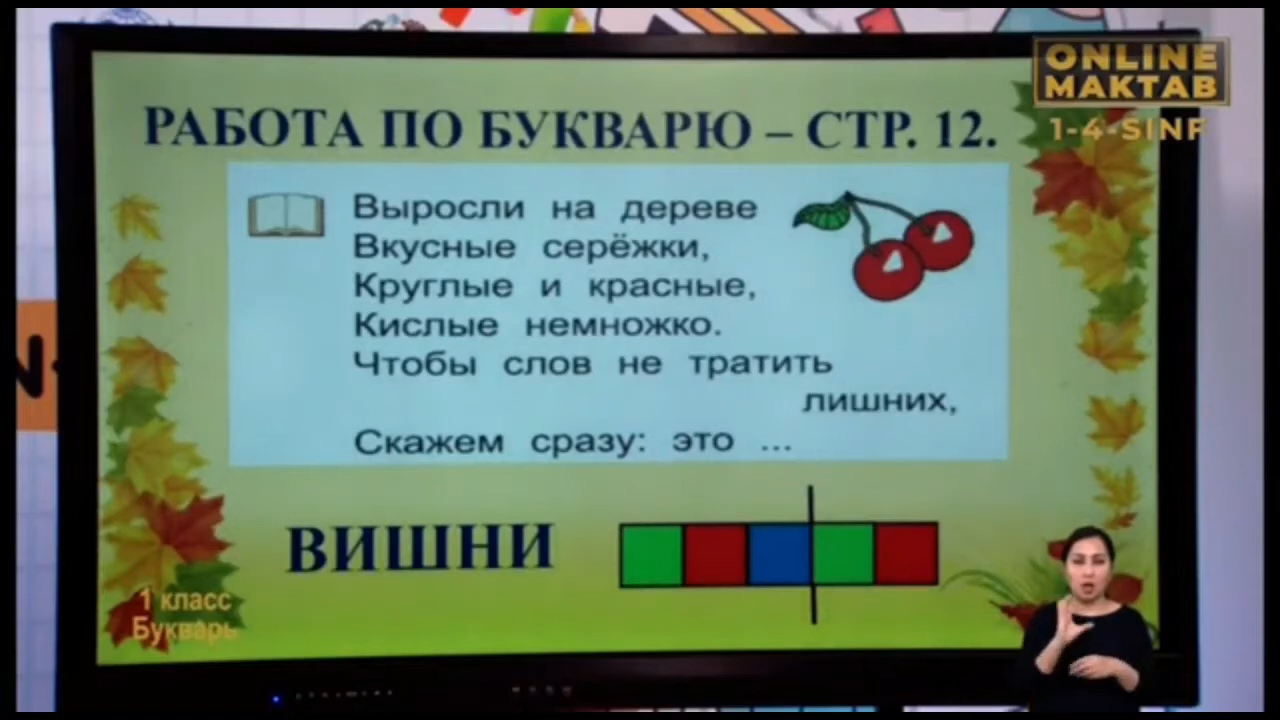 ONLINE
MAKTAB
1-4-SINF
РАБОТА ПО БУКВАРЮ – СТР. 12.
Выросли на дереве
Вкусные серёжки,
Круглые и красные,
Кислые немножко.
Чтобы слов не тратить
лишних,
Скажем сразу: это ...
ВИШНИ
1 класс
Букварь